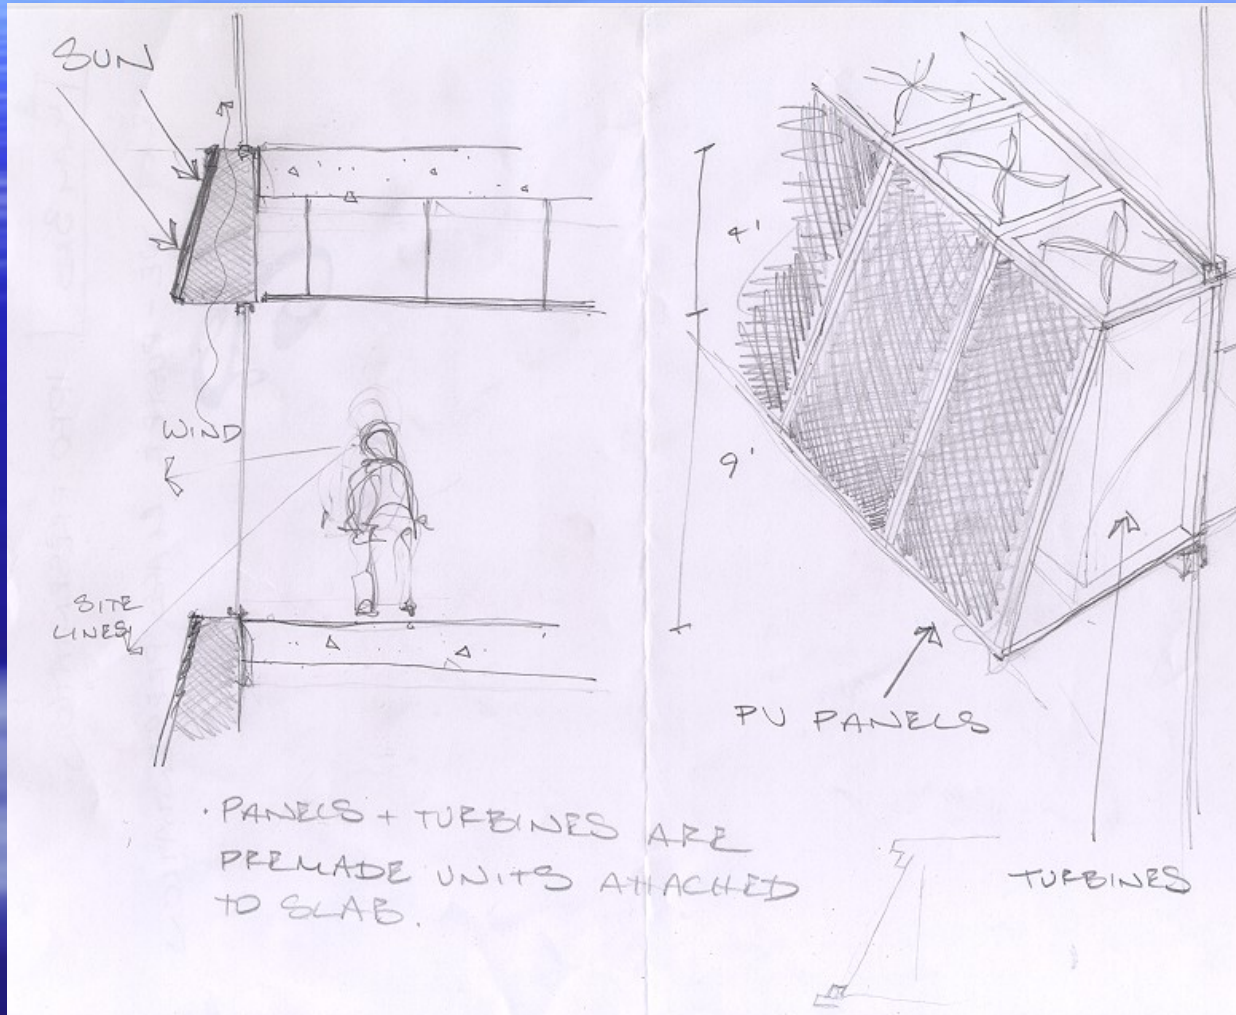 SUN
WIND
SITE
LINES
4'
9'
PV PANELS
TURBINES
· PANELS + TURBINES ARE
PREMADE UNITS ATTACHED
TO SLAB.